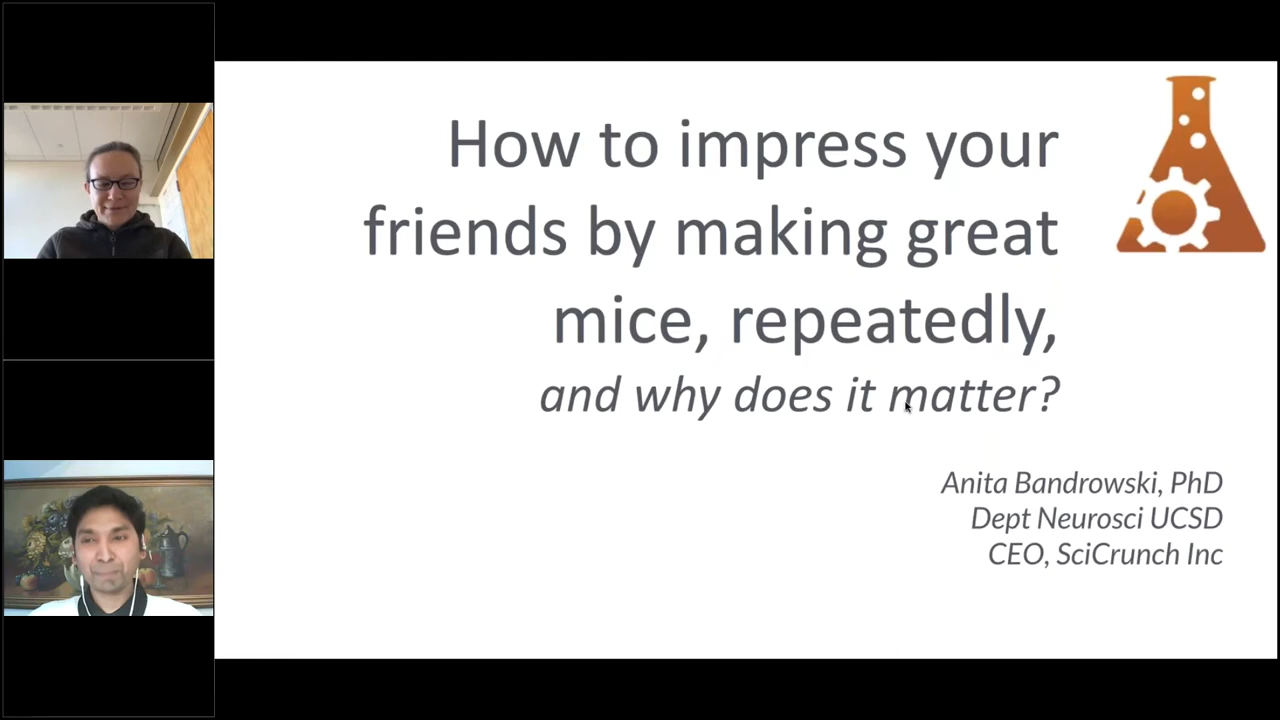 How to impress your
friends by making great
mice, repeatedly,
and why does it matter?
Anita Bandrowski, PhD
Dept Neurosci UCSD
CEO, SciCrunch Inc